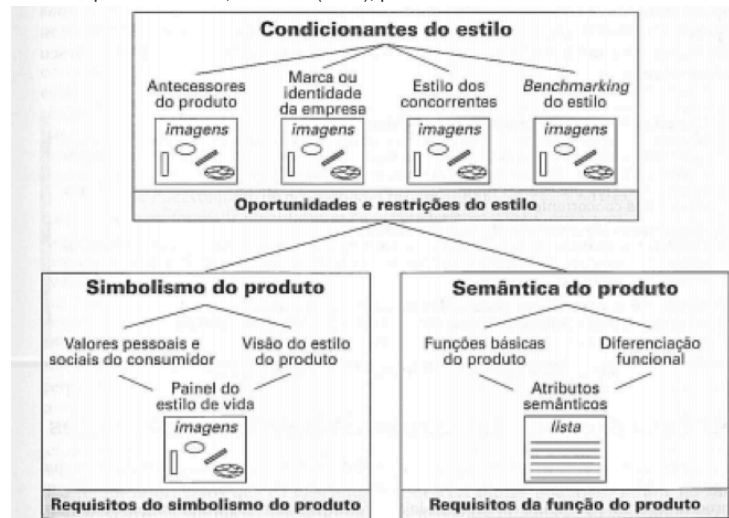 Condicionantes do estilo
Antecessores
do produto
Marca ou
identidade
da empresa
Estilo dos
concorrentes
Benchmarking
do estilo
imagens
imagens
imagens
imagens
Oportunidades e restrições do estilo
Simbolismo do produto
Valores pessoais e
sociais do consumidor
Visão do estilo
do produto
Painel do
estilo de vida
imagens
Requisitos do simbolismo do produto
Semântica do produto
Funções básicas
do produto
Diferenciação
funcional
Atributos
semânticos
lista
Requisitos da função do produto